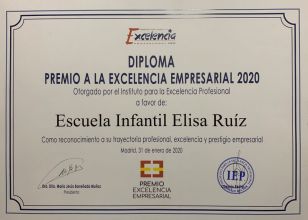 Excelencia
DIPLOMA
PREMIO A LA EXCELENCIA EMPRESARIAL 2020
Otorgado por el Instituto para la Excelencia Profesional
a favor de:
Escuela Infantil Elisa Ruíz
Como reconocimiento a su trayectoria profesional, excelencia y prestigio empresarial
Madrid, 31 de enero de 2020
PREMIO
EXCELENCIA
EMPRESARIAL
IEP
Presidenta